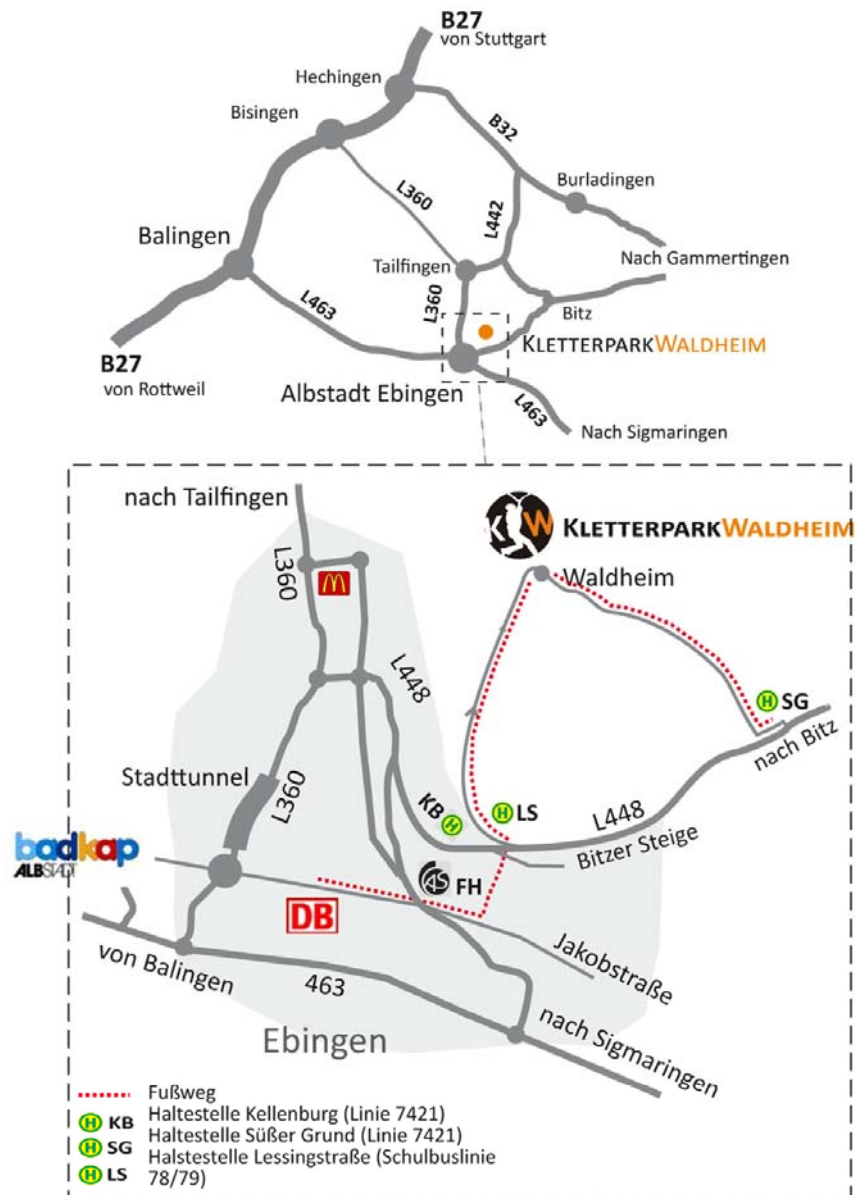 B27
von Stuttgart
Hechingen
Bisingen
B32
L360
L442
Burladingen
Balingen
Tailfingen
Nach Gammertingen
L463
L360
Bitz
KLETTERPARKWALDHEIM
B27
von Rottweil
Albstadt Ebingen
L463
Nach Sigmaringen
nach Tailfingen
KW
KLETTERPARKWALDHEIM
L360
M
Waldheim
L448
H SG
nach Bitz
Stadttunnel
L360
KB H
H LS
L448
Bitzer Steige
badkap
ALBSTADT
AS FH
DB
Jakobstraße
von Balingen
463
nach Sigmaringen
Ebingen
Fußweg
H KB Haltestelle Kellenburg (Linie 7421)
H SG Haltestelle Süßer Grund (Linie 7421)
H LS Halstestelle Lessingstraße (Schulbuslinie
78/79)